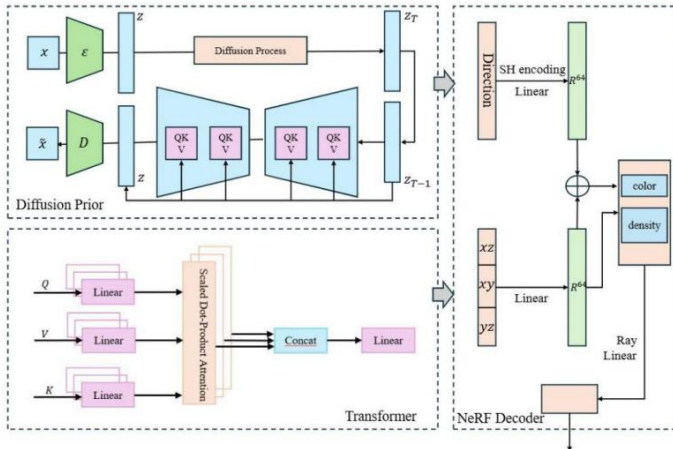 x
ε
Z
Diffusion Process
Z_T
x̃
D
Z
QK
V
QK
V
QK
V
QK
V
Z_{T-1}
Diffusion Prior
Q
Linear
V
Linear
K
Linear
Scaled Dot-Product Attention
Concat
Linear
Transformer
Direction
SH encoding
Linear
R^{64}
color
density
xz
xy
yz
Linear
R^{64}
Ray
Linear
NeRF Decoder